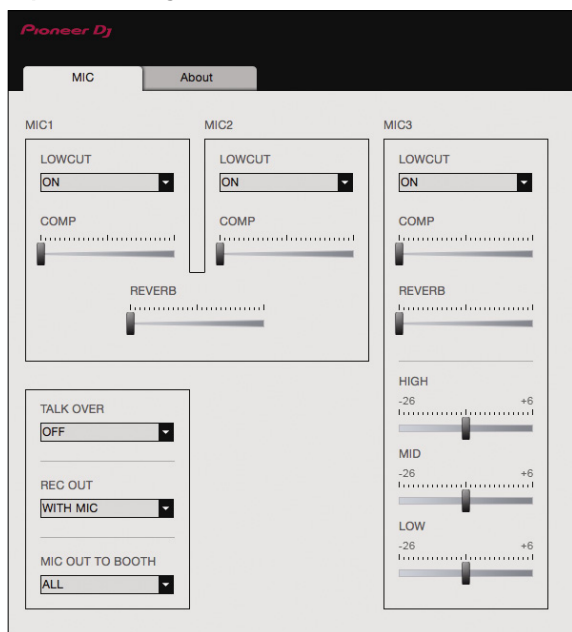 Pioneer Dj
MIC
About
MIC1
LOWCUT
ON
COMP
MIC2
LOWCUT
ON
COMP
REVERB
MIC3
LOWCUT
ON
COMP
REVERB
HIGH
-26 +6
MID
-26 +6
LOW
-26 +6
TALK OVER
OFF
REC OUT
WITH MIC
MIC OUT TO BOOTH
ALL